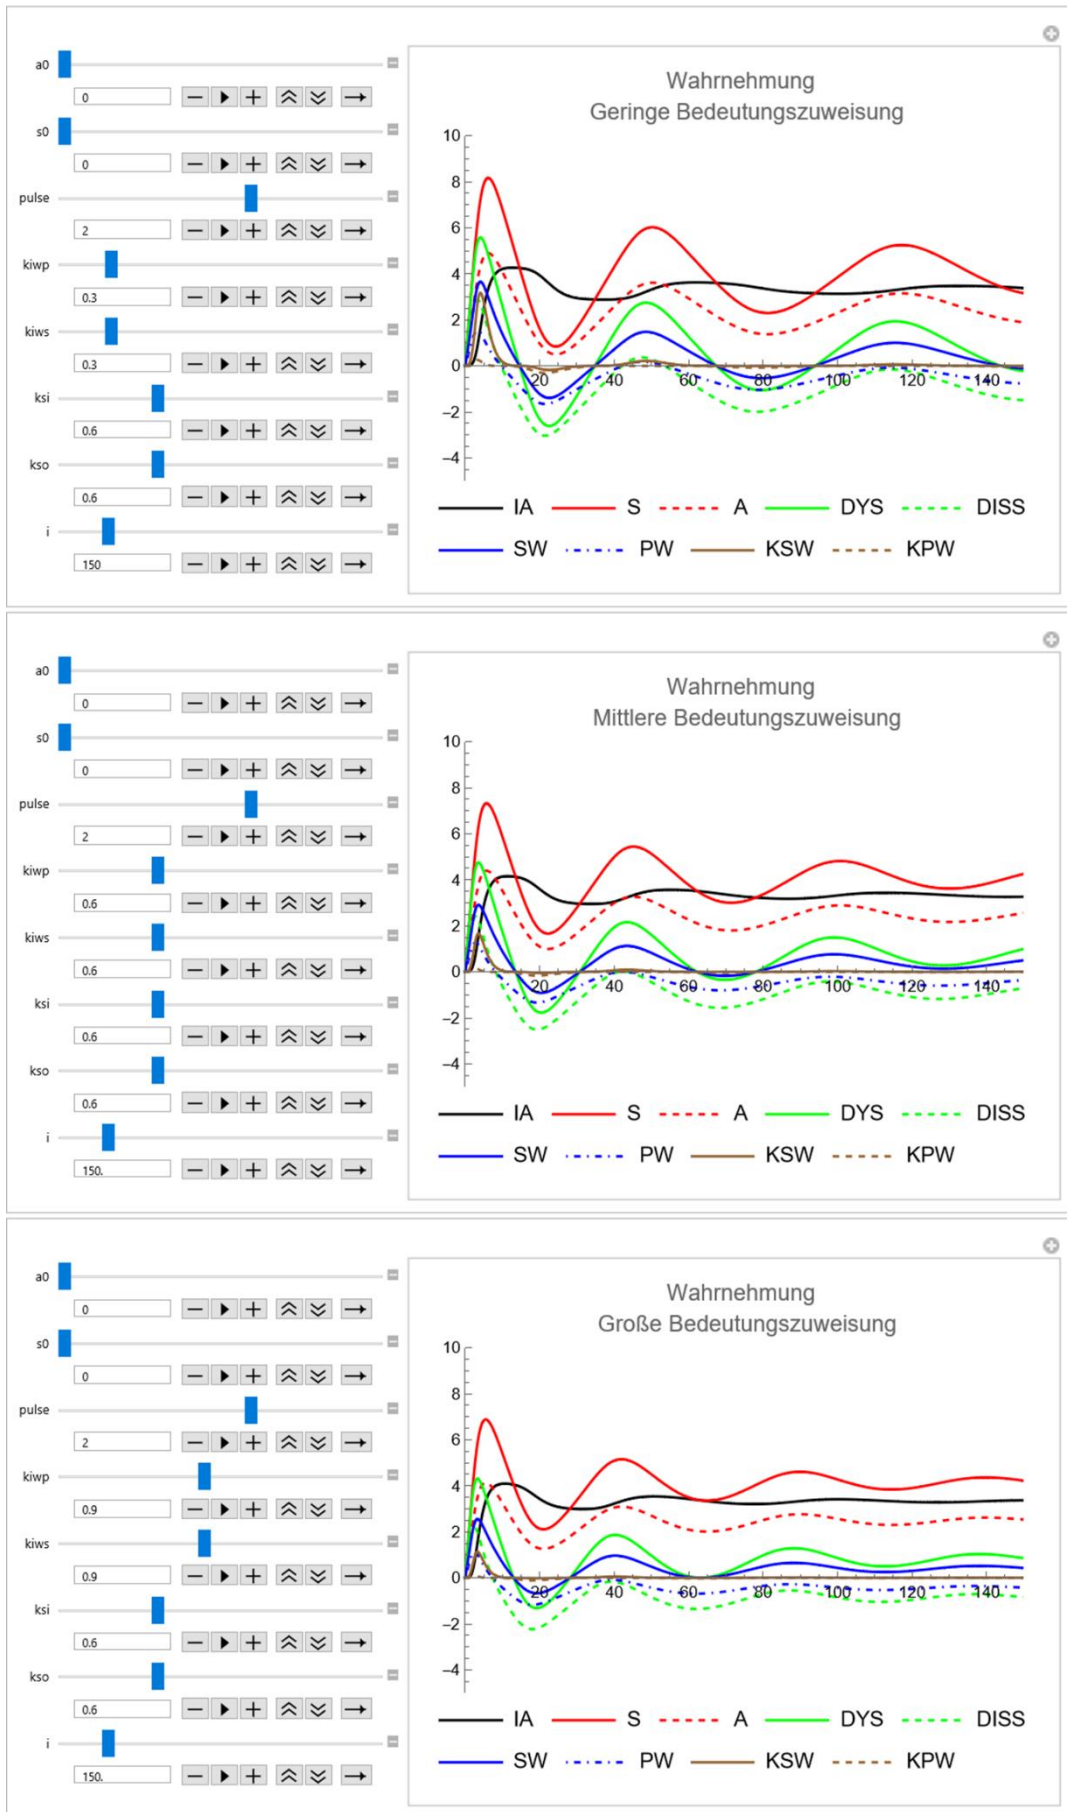 a0
0
s0
0
pulse
2
kiwp
0.3
kiws
0.3
ksi
0.6
kso
0.6
i
150
Wahrnehmung
Geringe Bedeutungszuweisung
10
8
6
4
2
0
-2
-4
20 40 60 80 100 120 140
IA S A DYS DISS
SW PW KSW KPW
a0
0
s0
0
pulse
2
kiwp
0.6
kiws
0.6
ksi
0.6
kso
0.6
i
150.
Wahrnehmung
Mittlere Bedeutungszuweisung
10
8
6
4
2
0
-2
-4
20 40 60 80 100 120 140
IA S A DYS DISS
SW PW KSW KPW
a0
0
s0
0
pulse
2
kiwp
0.9
kiws
0.9
ksi
0.6
kso
0.6
i
150.
Wahrnehmung
Große Bedeutungszuweisung
10
8
6
4
2
0
-2
-4
20 40 60 80 100 120 140
IA S A DYS DISS
SW PW KSW KPW